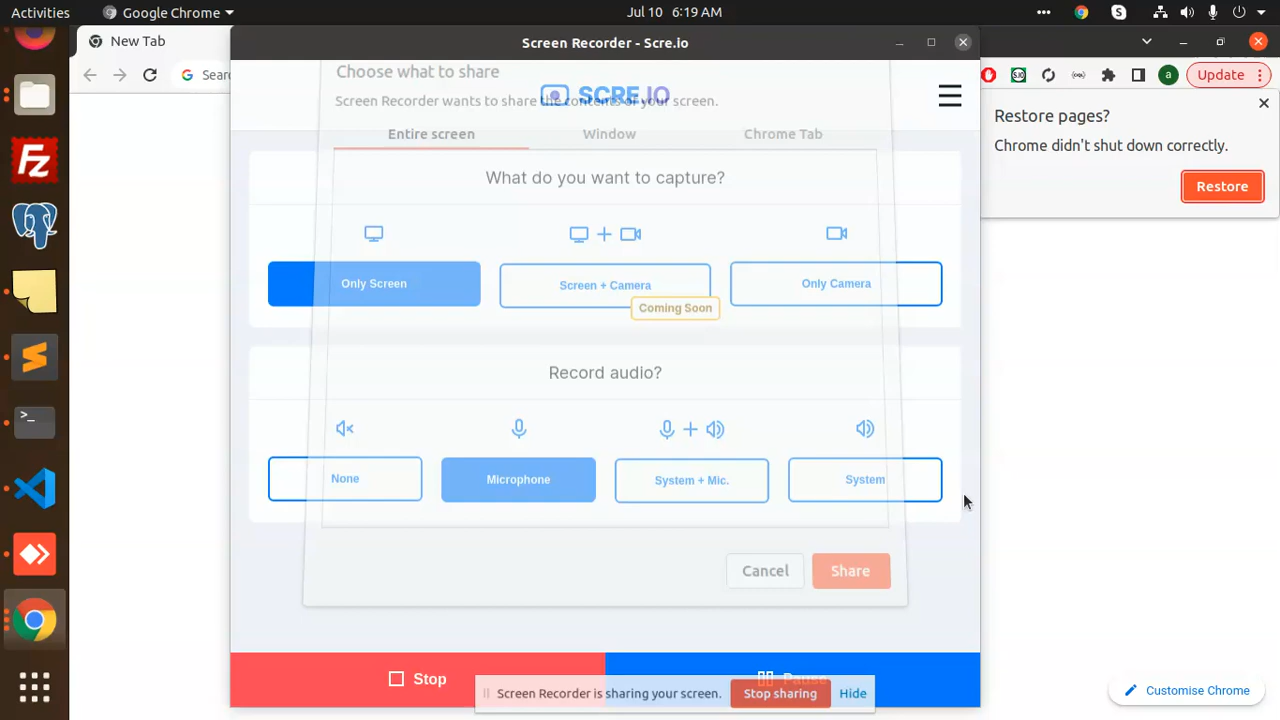 Activities
Google Chrome
Jul 10 6:19 AM
New Tab
Screen Recorder - Scre.io
Sear
Update
Choose what to share
SCRE.IO
Screen Recorder wants to share the contents of your screen.
Entire screen
Window
Chrome Tab
Restore pages?
Chrome didn't shut down correctly.
Restore
What do you want to capture?
Only Screen
Screen + Camera
Only Camera
Coming Soon
Record audio?
None
Microphone
System + Mic.
System
Cancel
Share
Stop
Pause
Screen Recorder is sharing your screen.
Stop sharing
Hide
Customise Chrome